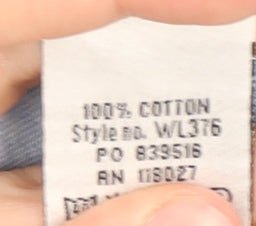 100% COTTON
Style no. WL376
PO 839516
RN 118027